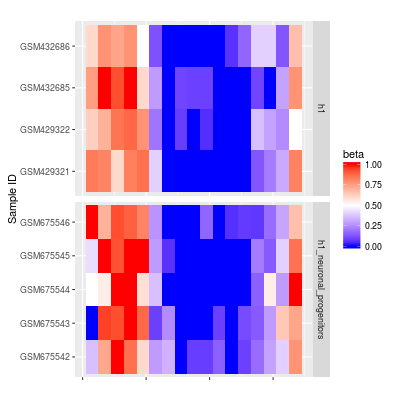 GSM432686
GSM432685
GSM429322
GSM429321
h1
GSM675546
GSM675545
GSM675544
GSM675543
GSM675542
h1_neuronal_progenitors
Sample ID
beta
1.00
0.75
0.50
0.25
0.00